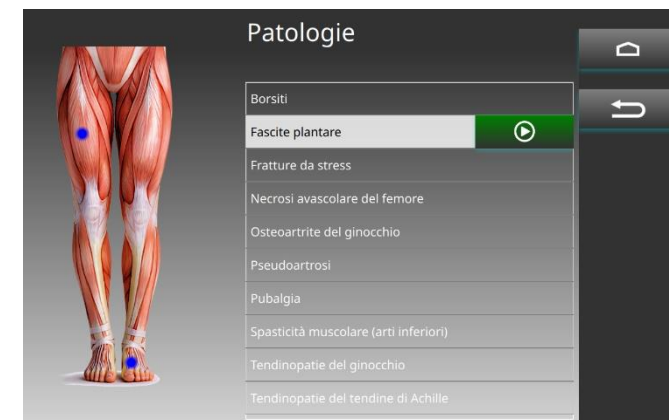 Patologie
Borsiti
Fascite plantare
Fratture da stress
Necrosi avascolare del femore
Osteoartrite del ginocchio
Pseudoartrosi
Pubalgia
Spasticità muscolare (arti inferiori)
Tendinopatie del ginocchio
Tendinopatie del tendine di Achille